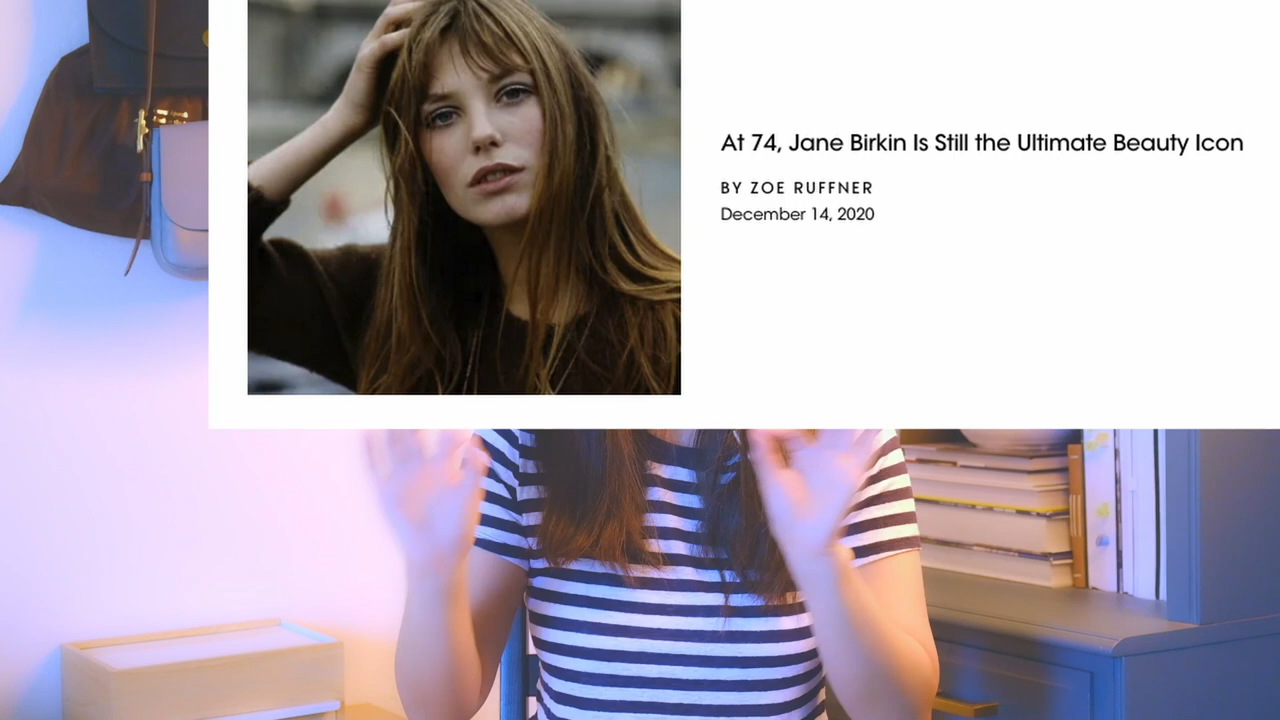 At 74, Jane Birkin Is Still the Ultimate Beauty Icon
BY ZOE RUFFNER
December 14, 2020